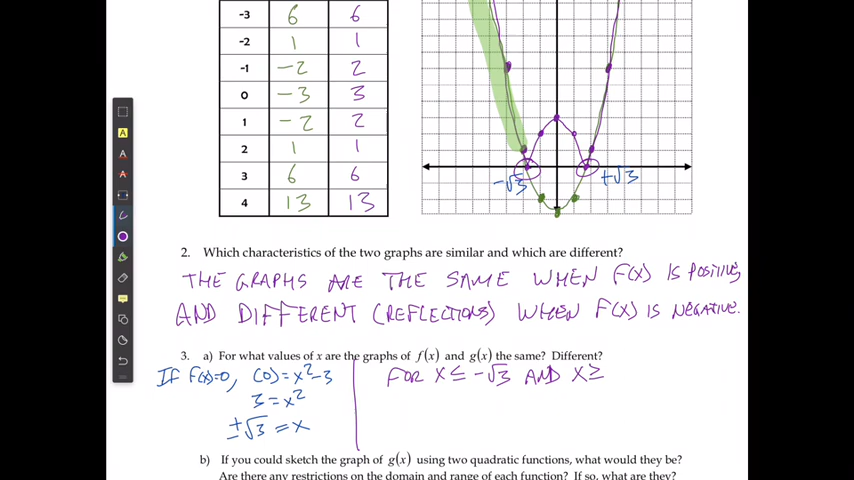 -3 6 6
-2 1 1
-1 -2 2
0 -3 3
1 -2 2
2 1 1
3 6 6
4 13 13
-√3 +√3
2. Which characteristics of the two graphs are similar and which are different?
THE GRAPHS ARE THE SAME WHEN F(X) IS POSITIVE,
AND DIFFERENT (REFLECTIONS) WHEN F(X) IS NEGATIVE.
3. a) For what values of x are the graphs of f(x) and g(x) the same? Different?
IF F(X)=0, (0)=X²-3
3=X²
±√3=X
FOR X ≤ -√3 AND X ≥
b) If you could sketch the graph of g(x) using two quadratic functions, what would they be?
Are there any restrictions on the domain and range of each function? If so, what are they?